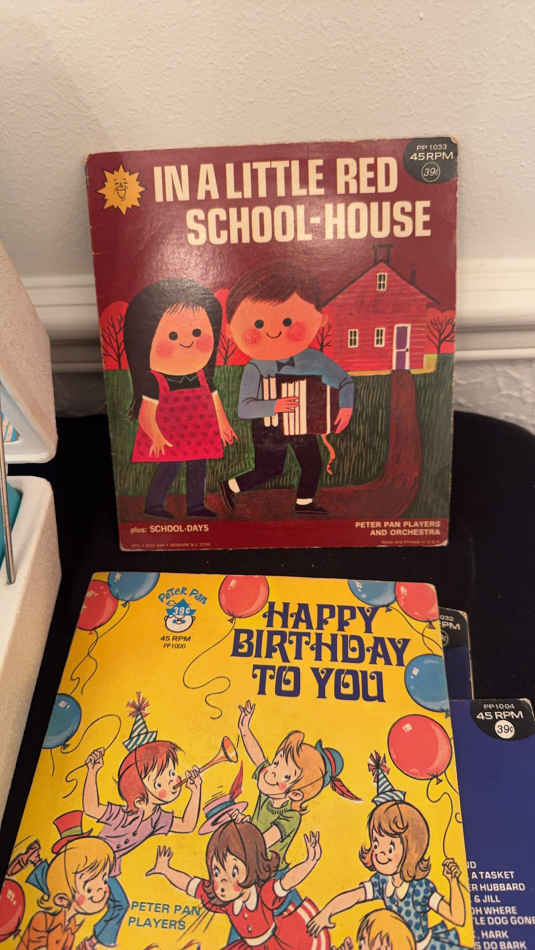 PP 1033
45 RPM
39¢
IN A LITTLE RED
SCHOOL-HOUSE
plus: SCHOOL-DAYS
PETER PAN PLAYERS
AND ORCHESTRA
Peter Pan
39¢
45 RPM
PP1000
HAPPY
BIRTHDAY
TO YOU
PETER PAN
PLAYERS
PP1004
45 RPM
39¢
A TASKET
HUBBARD
& JILL
WHERE
DOG GONE
HARK
DO BARK